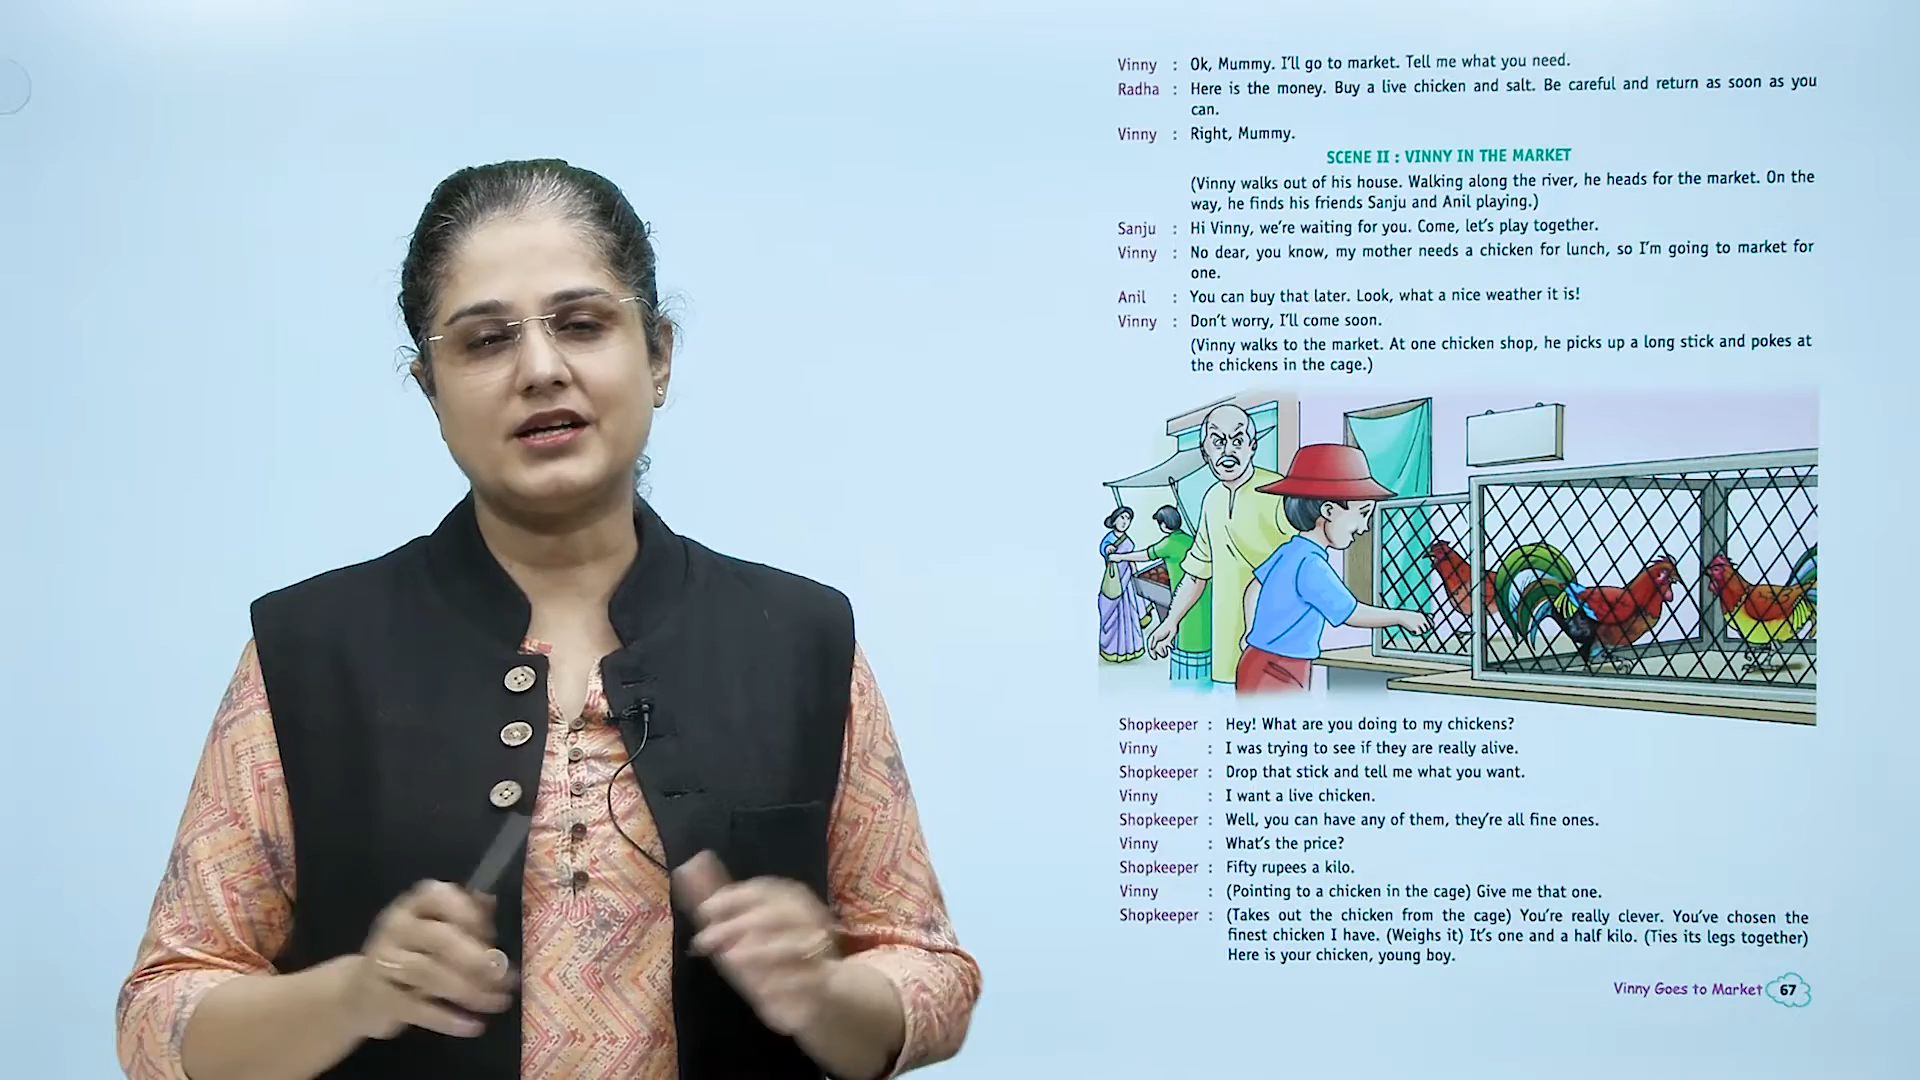 Vinny : Ok, Mummy. I'll go to market. Tell me what you need.
Radha : Here is the money. Buy a live chicken and salt. Be careful and return as soon as you
can.
Vinny : Right, Mummy.
SCENE II : VINNY IN THE MARKET
(Vinny walks out of his house. Walking along the river, he heads for the market. On the
way, he finds his friends Sanju and Anil playing.)
Sanju : Hi Vinny, we're waiting for you. Come, let's play together.
Vinny : No dear, you know, my mother needs a chicken for lunch, so I'm going to market for
one.
Anil : You can buy that later. Look, what a nice weather it is!
Vinny : Don't worry, I'll come soon.
(Vinny walks to the market. At one chicken shop, he picks up a long stick and pokes at
the chickens in the cage.)
Shopkeeper : Hey! What are you doing to my chickens?
Vinny : I was trying to see if they are really alive.
Shopkeeper : Drop that stick and tell me what you want.
Vinny : I want a live chicken.
Shopkeeper : Well, you can have any of them, they're all fine ones.
Vinny : What's the price?
Shopkeeper : Fifty rupees a kilo.
Vinny : (Pointing to a chicken in the cage) Give me that one.
Shopkeeper : (Takes out the chicken from the cage) You're really clever. You've chosen the
finest chicken I have. (Weighs it) It's one and a half kilo. (Ties its legs together)
Here is your chicken, young boy.
Vinny Goes to Market 67